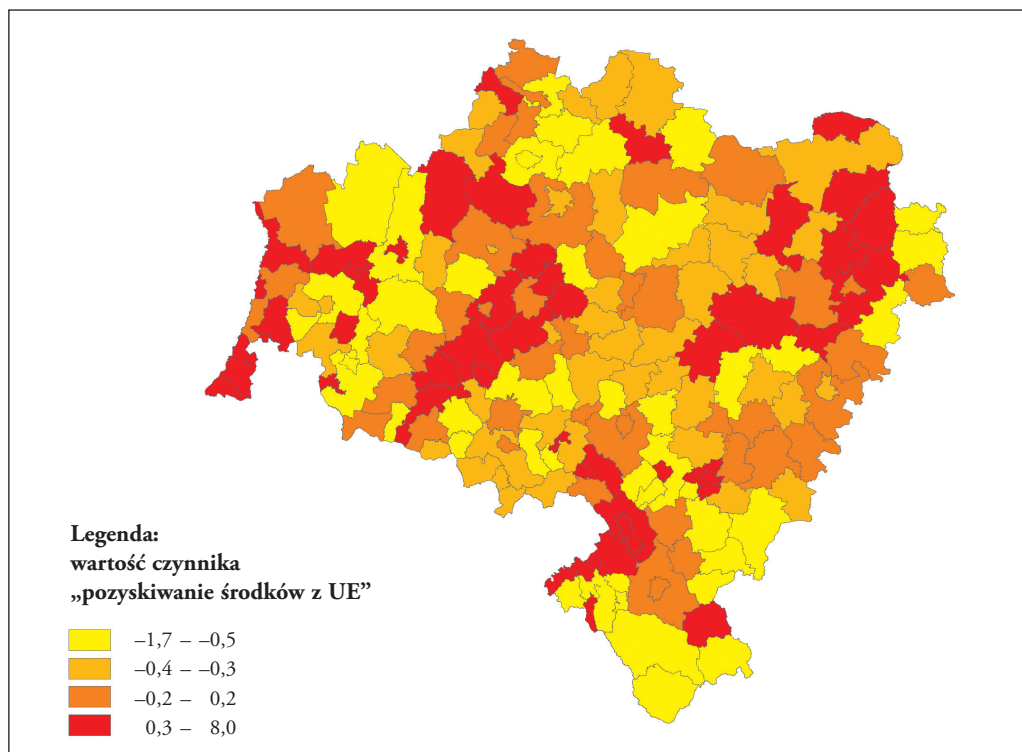 Legenda:
wartość czynnika
„pozyskiwanie środków z UE”
–1,7 – –0,5
–0,4 – –0,3
–0,2 – 0,2
0,3 – 8,0